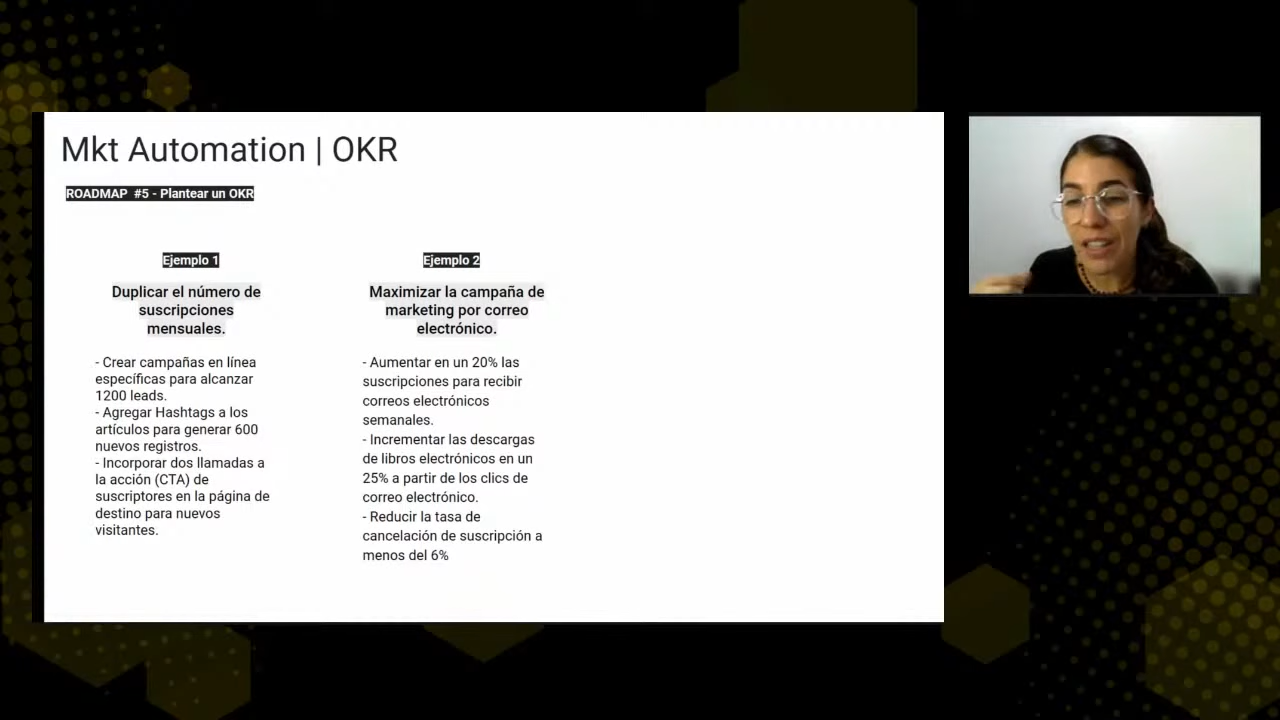 Mkt Automation | OKR
ROADMAP #5 - Plantear un OKR
Ejemplo 1
Duplicar el número de
suscripciones
mensuales.
- Crear campañas en línea
específicas para alcanzar
1200 leads.
- Agregar Hashtags a los
artículos para generar 600
nuevos registros.
- Incorporar dos llamadas a
la acción (CTA) de
suscriptores en la página de
destino para nuevos
visitantes.
Ejemplo 2
Maximizar la campaña de
marketing por correo
electrónico.
- Aumentar en un 20% las
suscripciones para recibir
correos electrónicos
semanales.
- Incrementar las descargas
de libros electrónicos en un
25% a partir de los clics de
correo electrónico.
- Reducir la tasa de
cancelación de suscripción a
menos del 6%